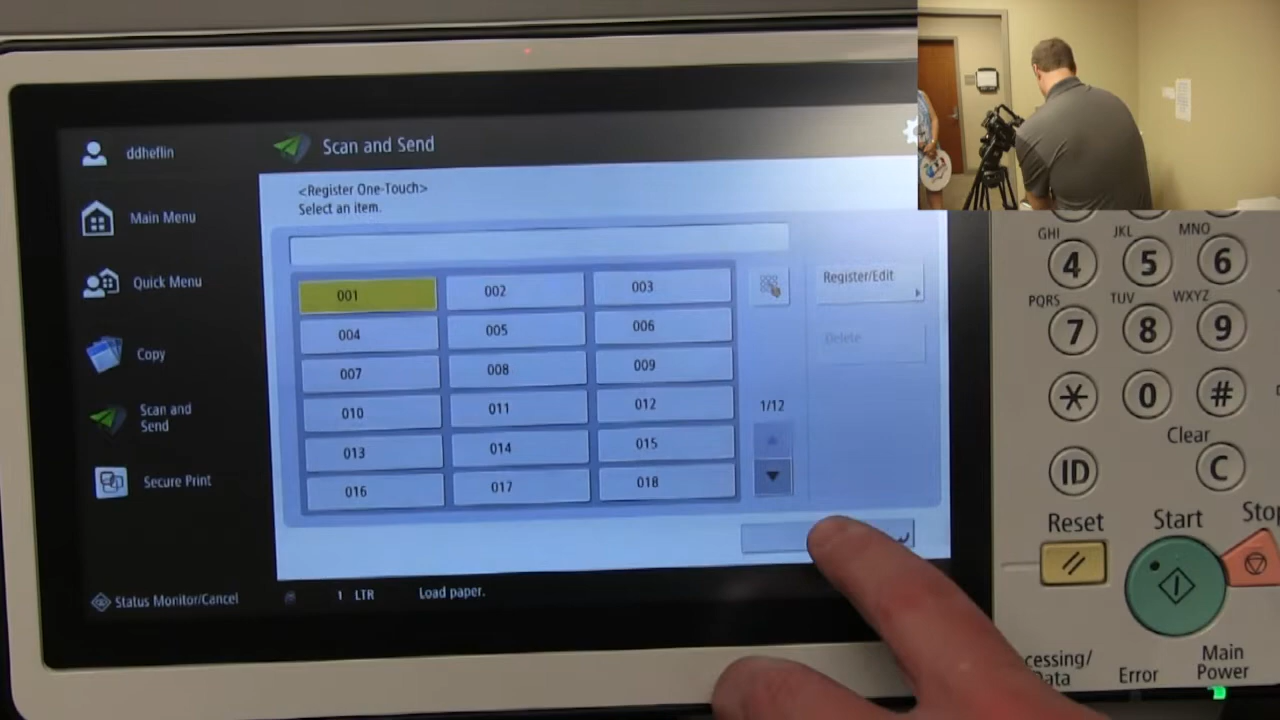 ddheflin
Main Menu
Quick Menu
Copy
Scan and
Send
Secure Print
Status Monitor/Cancel
Scan and Send
<Register One-Touch>
Select an item.
001 002 003
004 005 006
007 008 009
010 011 012
013 014 015
016 017 018
Register/Edit
Delete
1/12
1 LTR Load paper.
GHI JKL MNO
4 5 6
PQRS TUV WXYZ
7 8 9
* 0 #
Clear
ID C
Reset Start Stop
Error
Main
Power